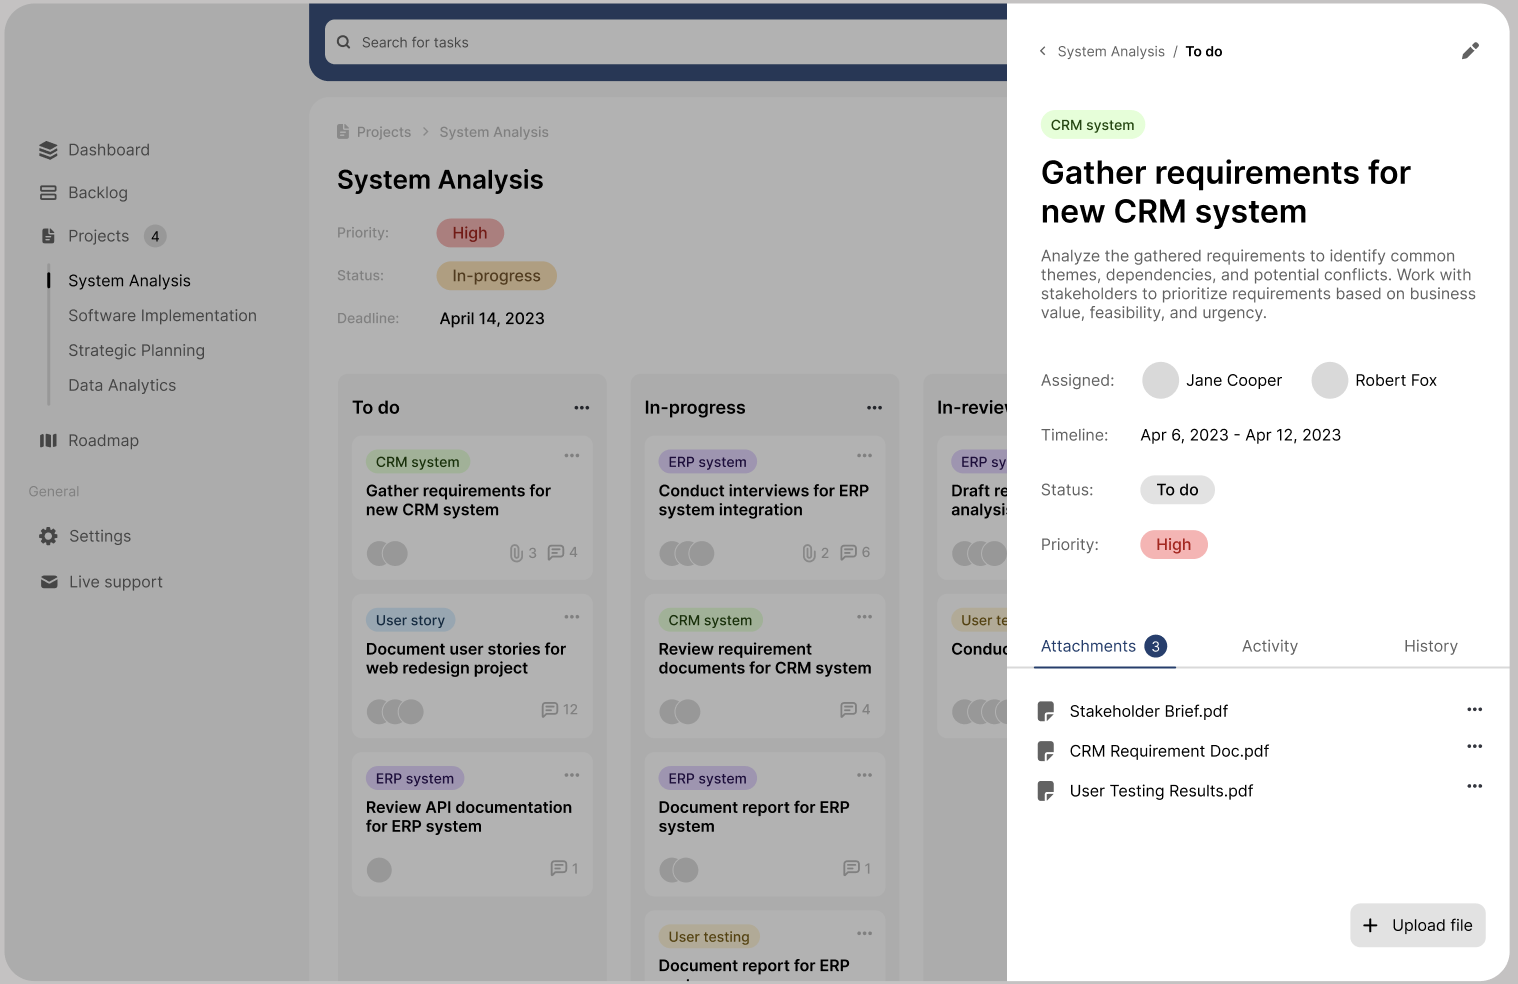 Dashboard
Backlog
Projects 4
System Analysis
Software Implementation
Strategic Planning
Data Analytics
Roadmap
General
Settings
Live support
Search for tasks
Projects > System Analysis
System Analysis
Priority: High
Status: In-progress
Deadline: April 14, 2023
To do
CRM system
Gather requirements for
new CRM system
3 4
User story
Document user stories for
web redesign project
12
ERP system
Review API documentation
for ERP system
1
In-progress
ERP system
Conduct interviews for ERP
system integration
2 6
CRM system
Review requirement
documents for CRM system
4
ERP system
Document report for ERP
system
1
User testing
Document report for ERP
In-review
ERP sy
Draft re
analysis
User te
Conduc
< System Analysis / To do
CRM system
Gather requirements for
new CRM system
Analyze the gathered requirements to identify common
themes, dependencies, and potential conflicts. Work with
stakeholders to prioritize requirements based on business
value, feasibility, and urgency.
Assigned: Jane Cooper Robert Fox
Timeline: Apr 6, 2023 - Apr 12, 2023
Status: To do
Priority: High
Attachments 3 Activity History
Stakeholder Brief.pdf
CRM Requirement Doc.pdf
User Testing Results.pdf
+ Upload file